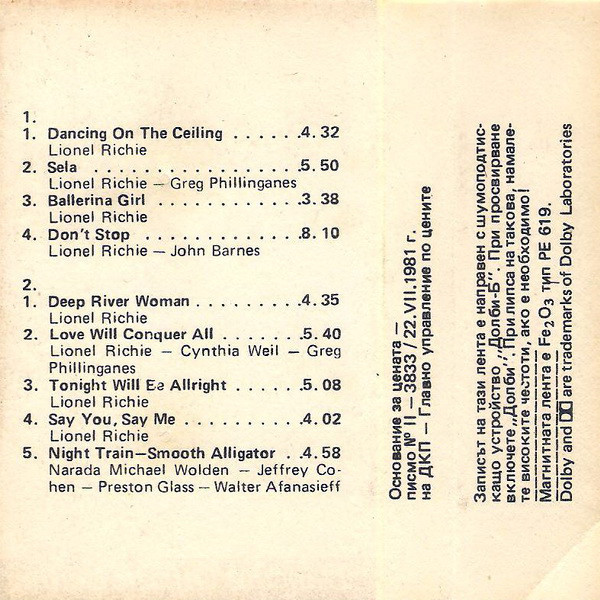 1.
1. Dancing On The Ceiling . . . . . . .4. 32
Lionel Richie
2. Sela . . . . . . . . . . . . . . . . . . .5. 50
Lionel Richie — Greg Phillinganes
3. Ballerina Girl . . . . . . . . . . . . .3. 38
Lionel Richie
4. Don't Stop . . . . . . . . . . . . . . 8. 10
Lionel Richie — John Barnes
2.
1. Deep River Woman . . . . . . . . . 4. 35
Lionel Richie
2. Love Will Conquer All . . . . . . . 5. 40
Lionel Richie — Cynthia Weil — Greg
Phillinganes
3. Tonight Will Be Allright . . . . . . 5. 08
Lionel Richie
4. Say You, Say Me . . . . . . . . . . 4. 02
Lionel Richie
5. Night Train—Smooth Alligator . .4. 58
Narada Michael Wolden — Jeffrey Co-
hen — Preston Glass — Walter Afanasieff
Основание за цената —
писмо № II — 3833 / 22.VII.1981 г.
на ДКП — Главно управление по цените
Записът на тази лента е направен с шумоподтис-
кащо устройство „Долби-Б". При просвирване
включете „Долби". При липса на такова, намале-
те високите честоти, ако е необходимо!
Магнитната лента е Fe2O3 тип PE 619.
Dolby and are trademarks of Dolby Laboratories